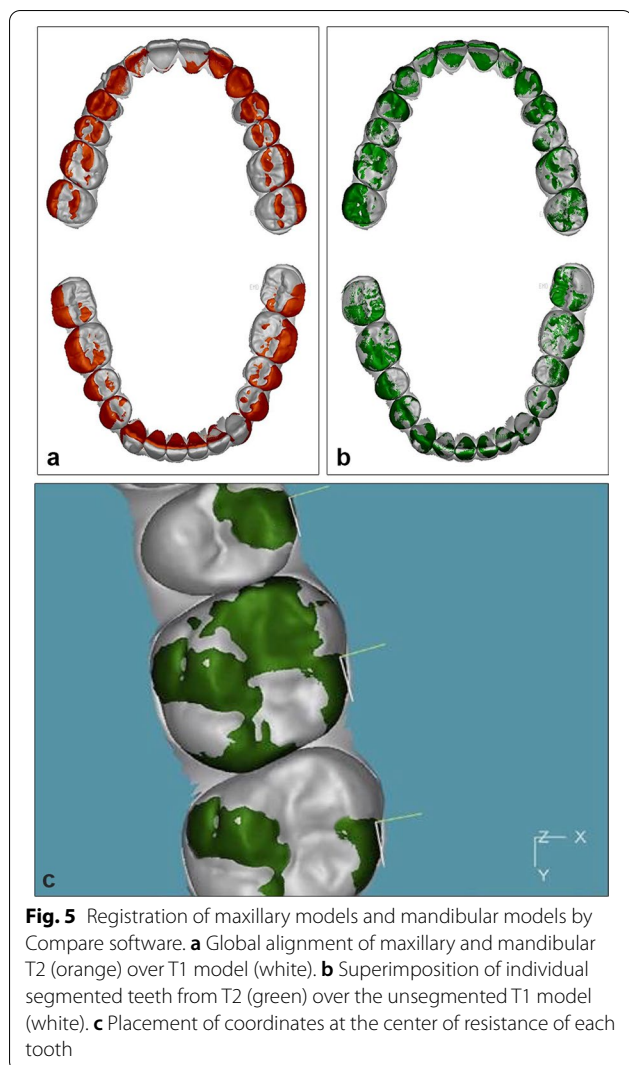 a
b
c
Z X
Y
Fig. 5 Registration of maxillary models and mandibular models by
Compare software. a Global alignment of maxillary and mandibular
T2 (orange) over T1 model (white). b Superimposition of individual
segmented teeth from T2 (green) over the unsegmented T1 model
(white). c Placement of coordinates at the center of resistance of each
tooth